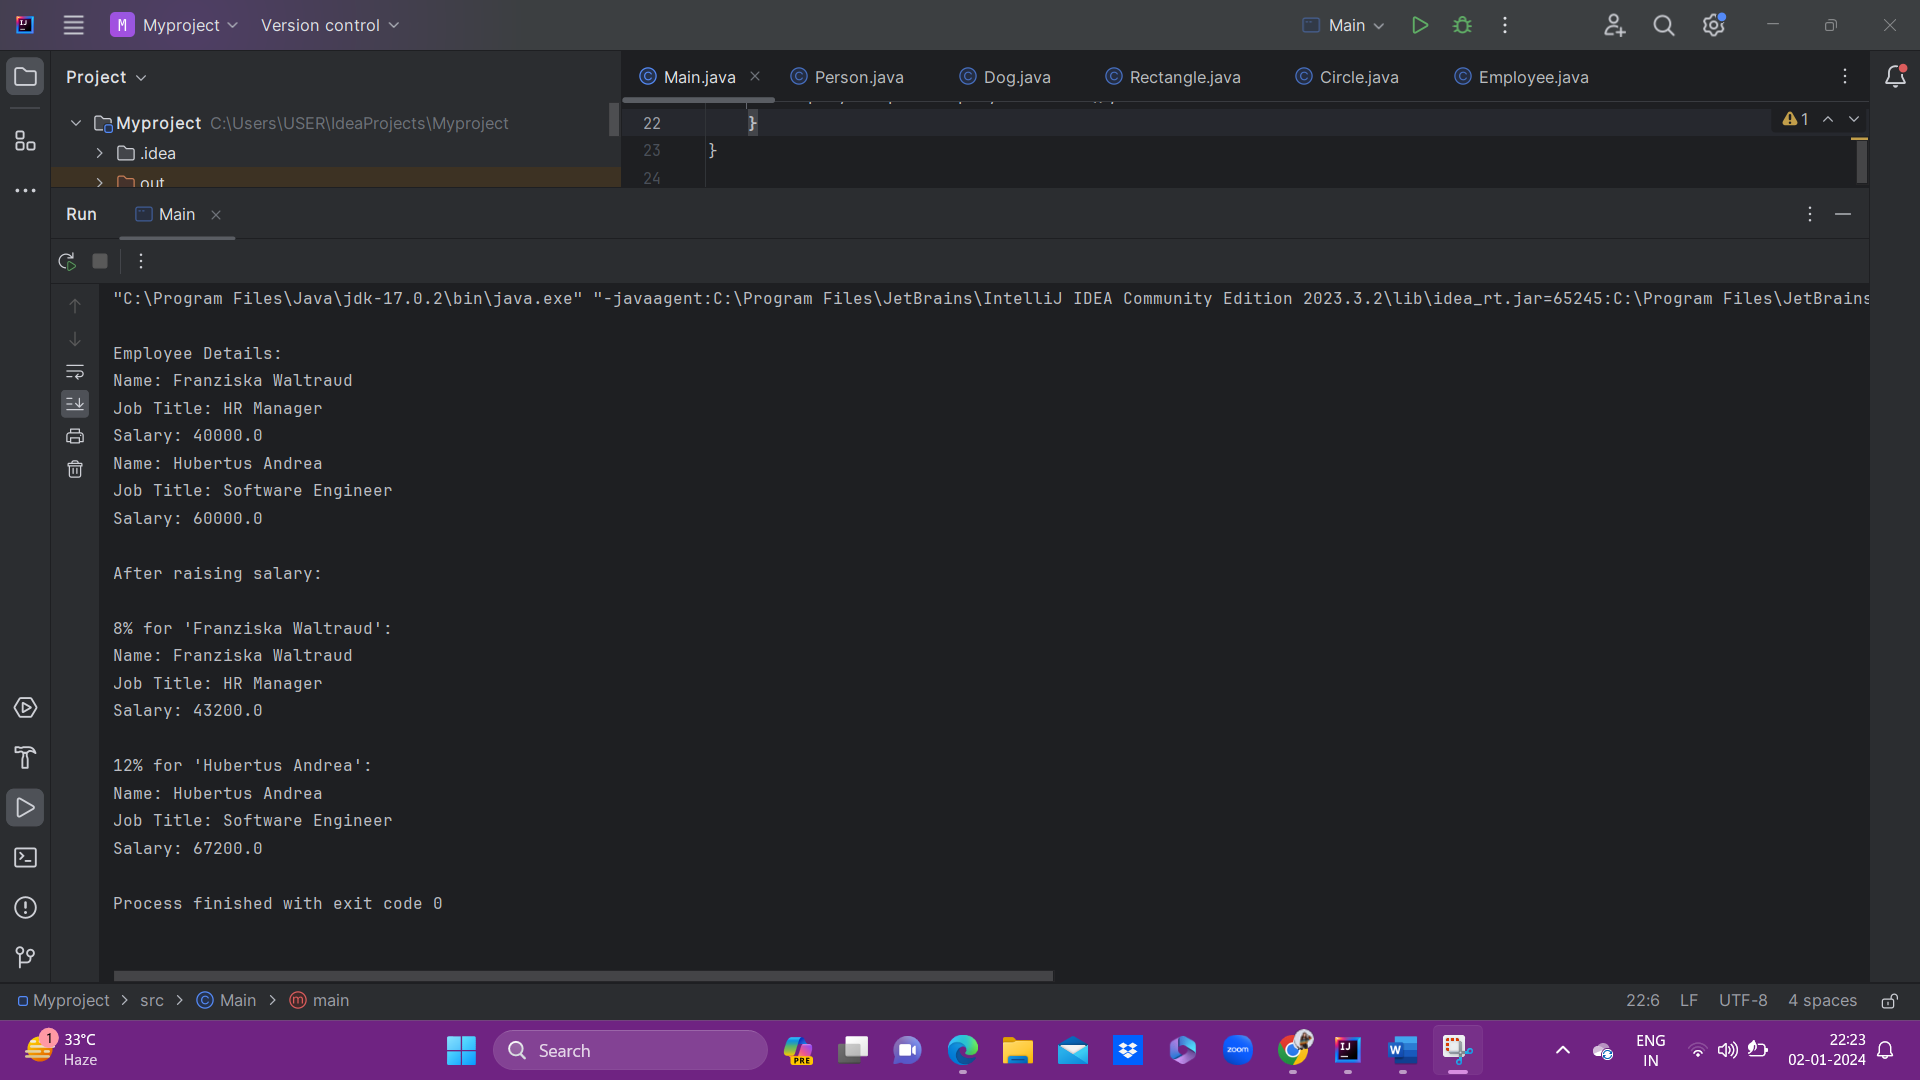 M Myproject Version control Main
Project
Main.java Person.java Dog.java Rectangle.java Circle.java Employee.java
Myproject C:\Users\USER\IdeaProjects\Myproject
.idea
out
22 }
23 }
24
1
Run Main
"C:\Program Files\Java\jdk-17.0.2\bin\java.exe" "-javaagent:C:\Program Files\JetBrains\IntelliJ IDEA Community Edition 2023.3.2\lib\idea_rt.jar=65245:C:\Program Files\JetBrains
Employee Details:
Name: Franziska Waltraud
Job Title: HR Manager
Salary: 40000.0
Name: Hubertus Andrea
Job Title: Software Engineer
Salary: 60000.0
After raising salary:
8% for 'Franziska Waltraud':
Name: Franziska Waltraud
Job Title: HR Manager
Salary: 43200.0
12% for 'Hubertus Andrea':
Name: Hubertus Andrea
Job Title: Software Engineer
Salary: 67200.0
Process finished with exit code 0
Myproject > src > Main > main
22:6 LF UTF-8 4 spaces
1 33°C
Haze
Search
PRE
zoom
ENG
IN
22:23
02-01-2024